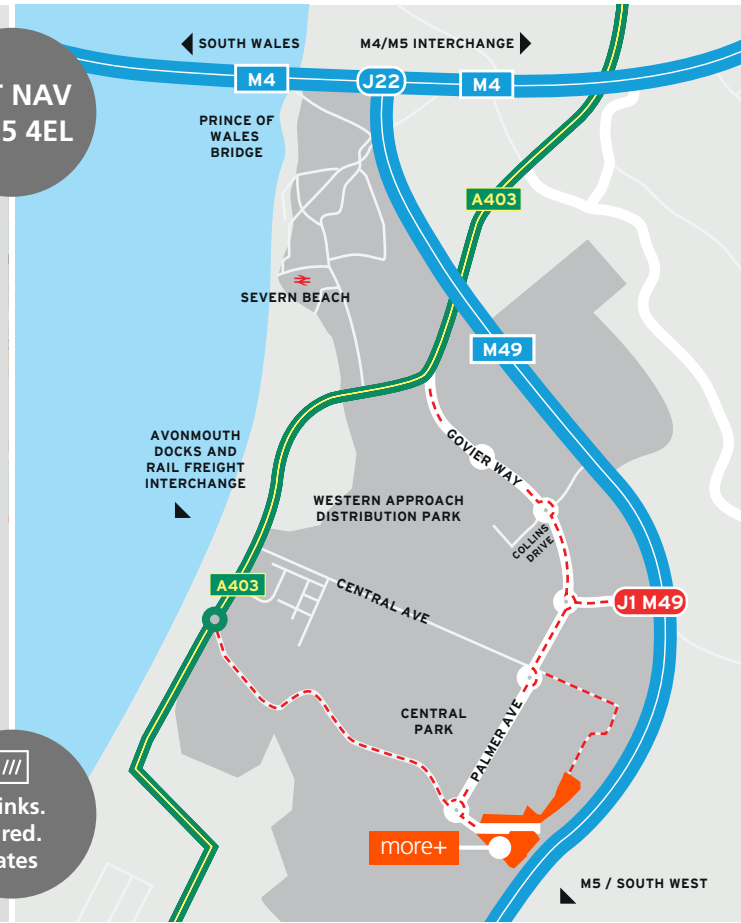 SOUTH WALES
M4/M5 INTERCHANGE
M4
J22
M4
T NAV
5 4EL
PRINCE OF
WALES
BRIDGE
A403
SEVERN BEACH
M49
AVONMOUTH
DOCKS AND
RAIL FREIGHT
INTERCHANGE
GOVIER WAY
WESTERN APPROACH
DISTRIBUTION PARK
COLLINS
DRIVE
A403
CENTRAL AVE
J1 M49
CENTRAL
PARK
PALMER AVE
///
inks.
red.
ates
more+
M5 / SOUTH WEST